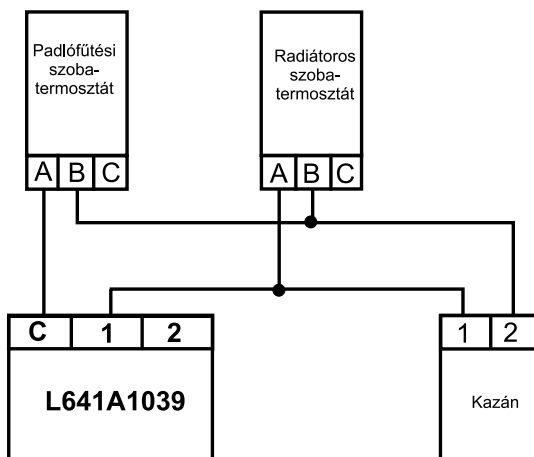 Padlófűtési
szoba-
termosztát
Radiátoros
szoba-
termosztát
A B C
A B C
C 1 2
1 2
L641A1039
Kazán